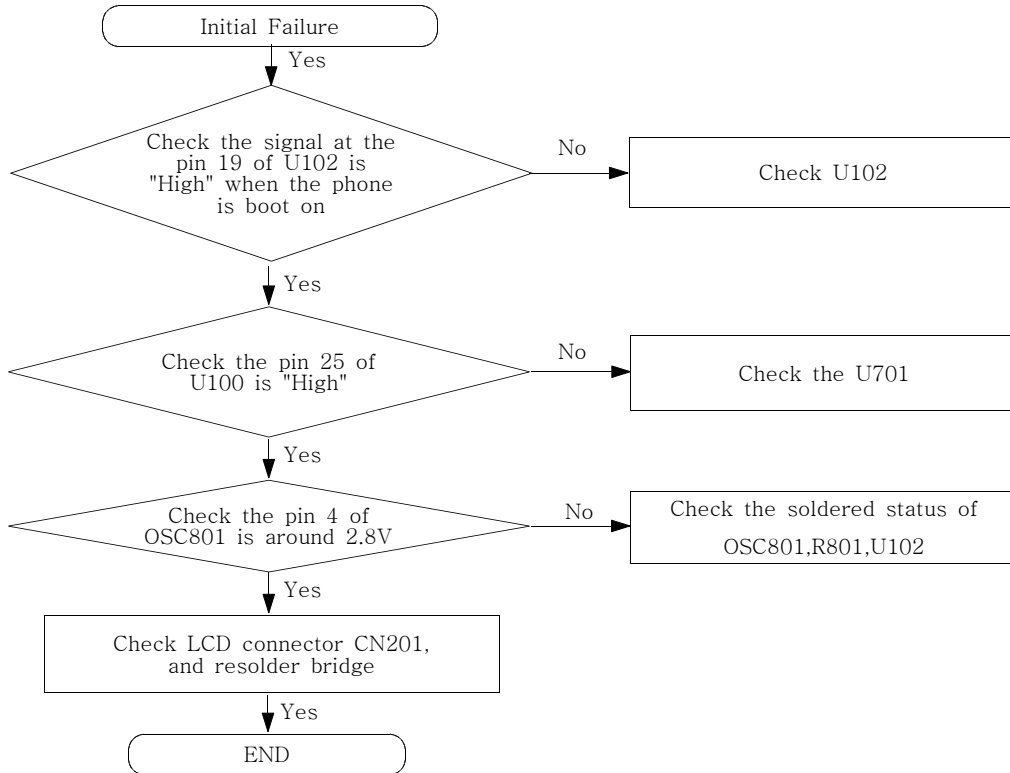 Initial Failure
Yes
Check the signal at the
pin 19 of U102 is
"High" when the phone
is boot on
No
Check U102
Yes
Check the pin 25 of
U100 is "High"
No
Check the U701
Yes
Check the pin 4 of
OSC801 is around 2.8V
No
Check the soldered status of
OSC801,R801,U102
Yes
Check LCD connector CN201,
and resolder bridge
Yes
END